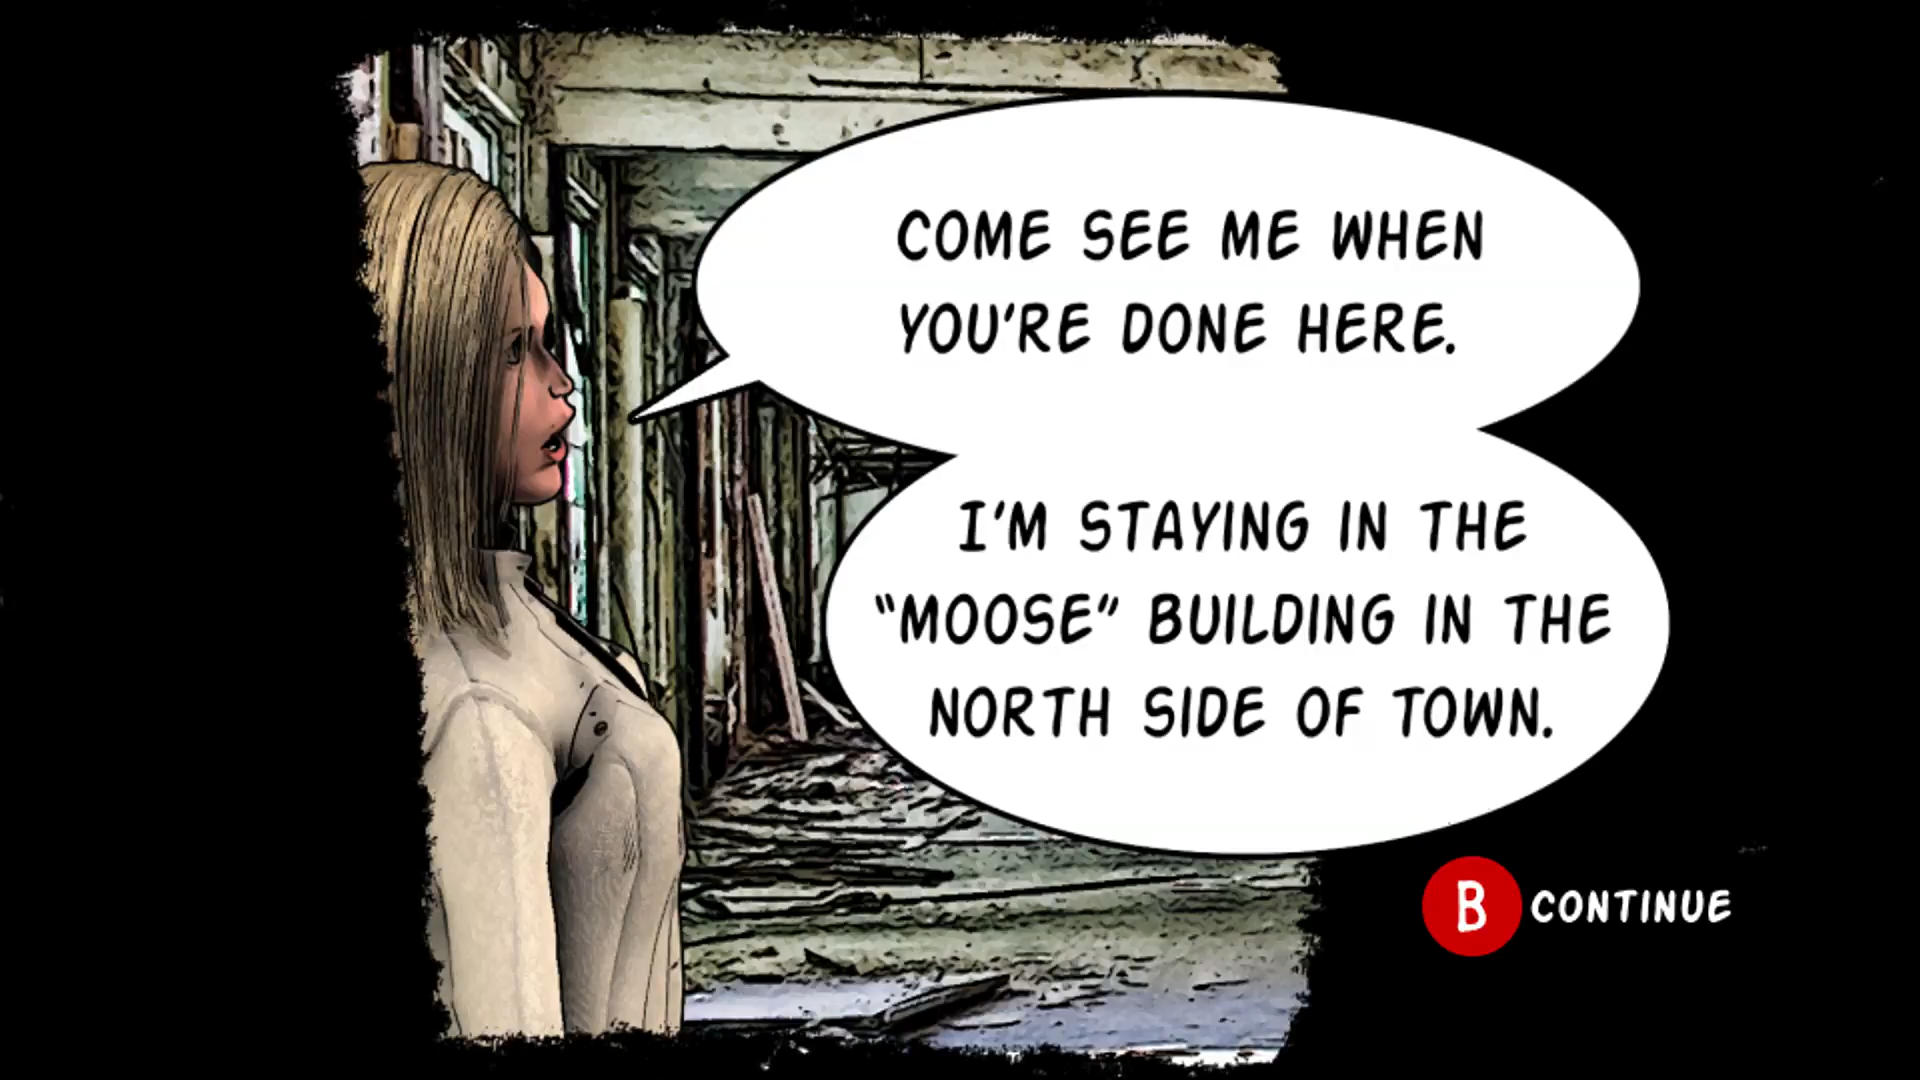 COME SEE ME WHEN
YOU'RE DONE HERE.
I'M STAYING IN THE
"MOOSE" BUILDING IN THE
NORTH SIDE OF TOWN.
B CONTINUE